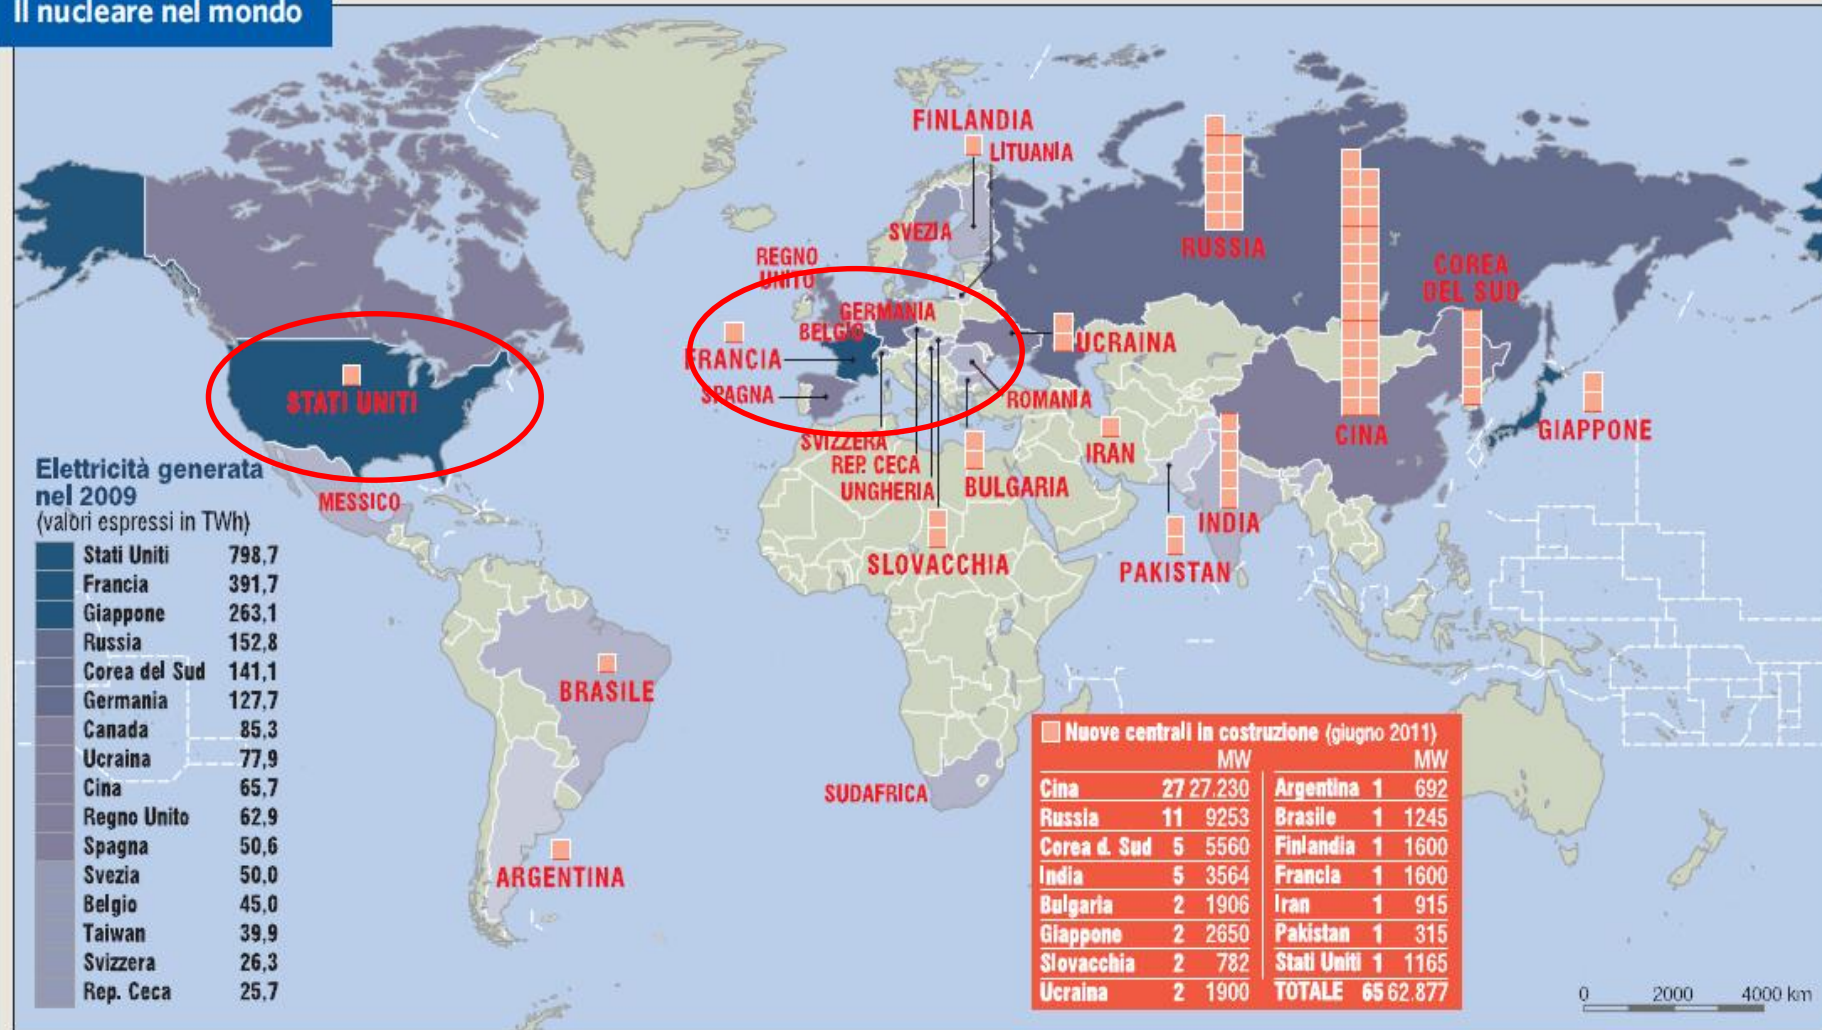 Il nucleare nel mondo
FINLANDIA
LITUANIA
SVEZIA
RUSSIA
REGNO
UNITO
COREA
DEL SUD
GERMANIA
BELGIO
UCRAINA
FRANCIA
STATI UNITI
SPAGNA
ROMANIA
GIAPPONE
CINA
SVIZZERA
IRAN
REP. CECA
UNGHERIA
BULGARIA
MESSICO
INDIA
SLOVACCHIA
PAKISTAN
BRASILE
SUDAFRICA
ARGENTINA
Elettricità generata
nel 2009
(valori espressi in TWh)
Stati Uniti 798,7
Francia 391,7
Giappone 263,1
Russia 152,8
Corea del Sud 141,1
Germania 127,7
Canada 85,3
Ucraina 77,9
Cina 65,7
Regno Unito 62,9
Spagna 50,6
Svezia 50,0
Belgio 45,0
Taiwan 39,9
Svizzera 26,3
Rep. Ceca 25,7
Nuove centrali in costruzione (giugno 2011)
MW MW
Cina 27 27.230 Argentina 1 692
Russia 11 9253 Brasile 1 1245
Corea d. Sud 5 5560 Finlandia 1 1600
India 5 3564 Francia 1 1600
Bulgaria 2 1906 Iran 1 915
Giappone 2 2650 Pakistan 1 315
Slovacchia 2 782 Stati Uniti 1 1165
Ucraina 2 1900 TOTALE 65 62.877
0 2000 4000 km